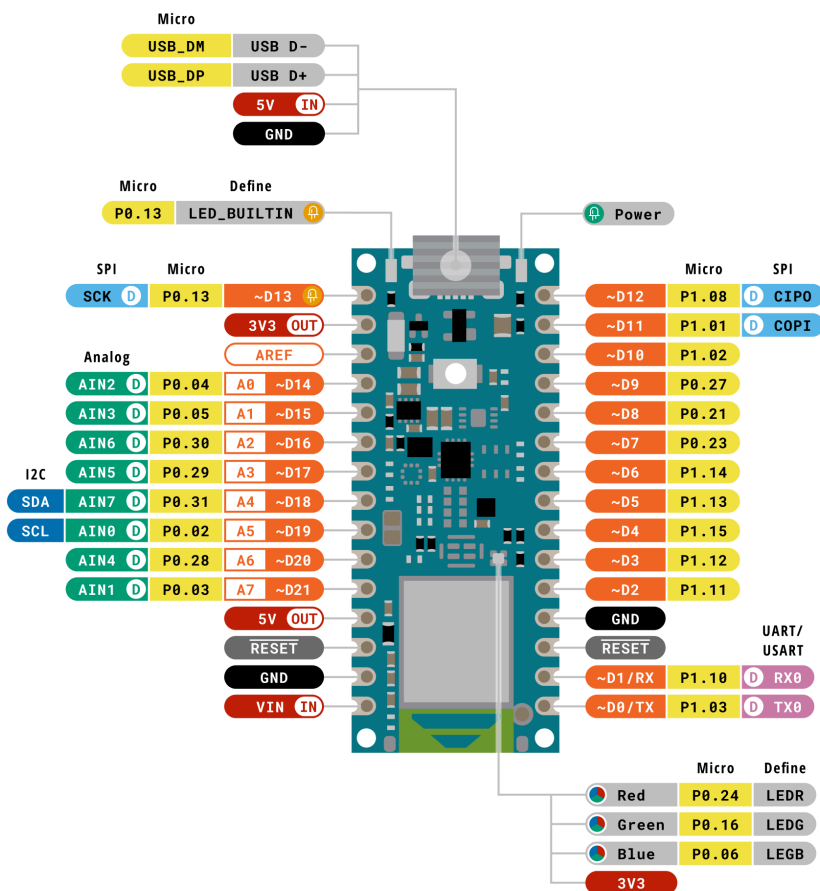 Micro
USB_DM USB D-
USB_DP USB D+
5V IN
GND
Micro Define
P0.13 LED_BUILTIN
Power
SPI Micro
SCK D P0.13 ~D13
3V3 OUT
AREF
Analog
AIN2 D P0.04 A0 ~D14
AIN3 D P0.05 A1 ~D15
AIN6 D P0.30 A2 ~D16
I2C
AIN5 D P0.29 A3 ~D17
SDA AIN7 D P0.31 A4 ~D18
SCL AIN0 D P0.02 A5 ~D19
AIN4 D P0.28 A6 ~D20
AIN1 D P0.03 A7 ~D21
5V OUT
RESET
GND
VIN IN
Micro SPI
~D12 P1.08 D CIPO
~D11 P1.01 D COPI
~D10 P1.02
~D9 P0.27
~D8 P0.21
~D7 P0.23
~D6 P1.14
~D5 P1.13
~D4 P1.15
~D3 P1.12
~D2 P1.11
GND
RESET
UART/
USART
~D1/RX P1.10 D RX0
~D0/TX P1.03 D TX0
Micro Define
Red P0.24 LEDR
Green P0.16 LEDG
Blue P0.06 LEGB
3V3